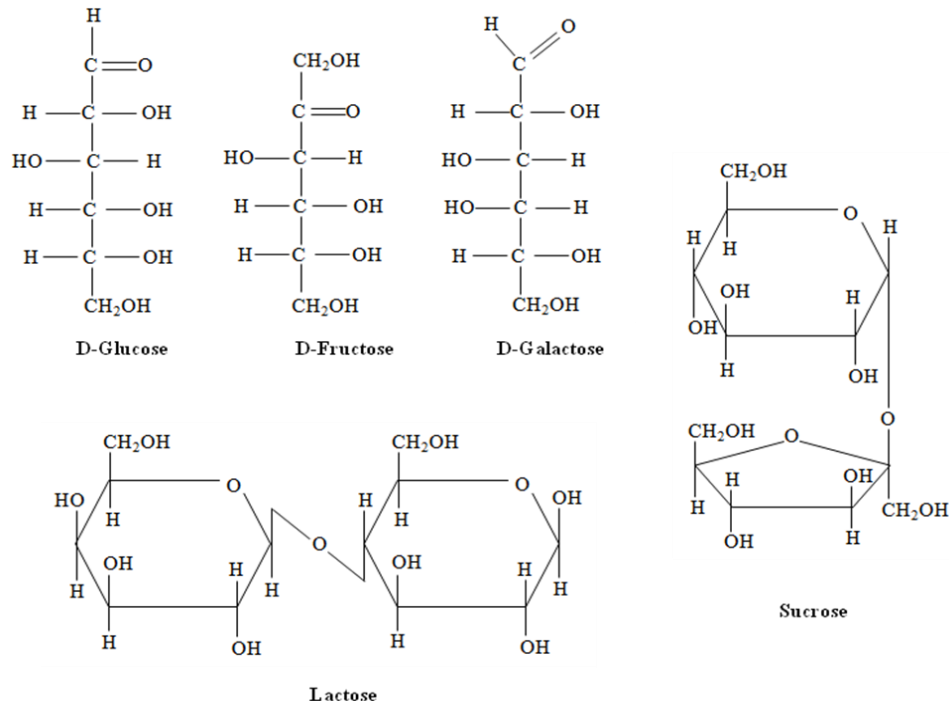 H
C=O
H—C—OH
HO—C—H
H—C—OH
H—C—OH
CH₂OH
D-Glucose
CH₂OH
C=O
HO—C—H
H—C—OH
H—C—OH
CH₂OH
D-Fructose
H O
C
H—C—OH
HO—C—H
HO—C—H
H—C—OH
CH₂OH
D-Galactose
CH₂OH
O
H H H
OH H
OH
H OH
O
CH₂OH O
H H OH
CH₂OH
OH H
Sucrose
CH₂OH CH₂OH
HO O H O OH
H H
OH H O OH H
H H H
H OH H OH
Lactose